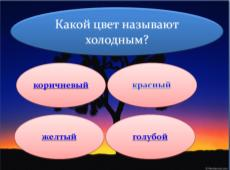 Какой цвет называют
холодным?
коричневый
красный
желтый
голубой